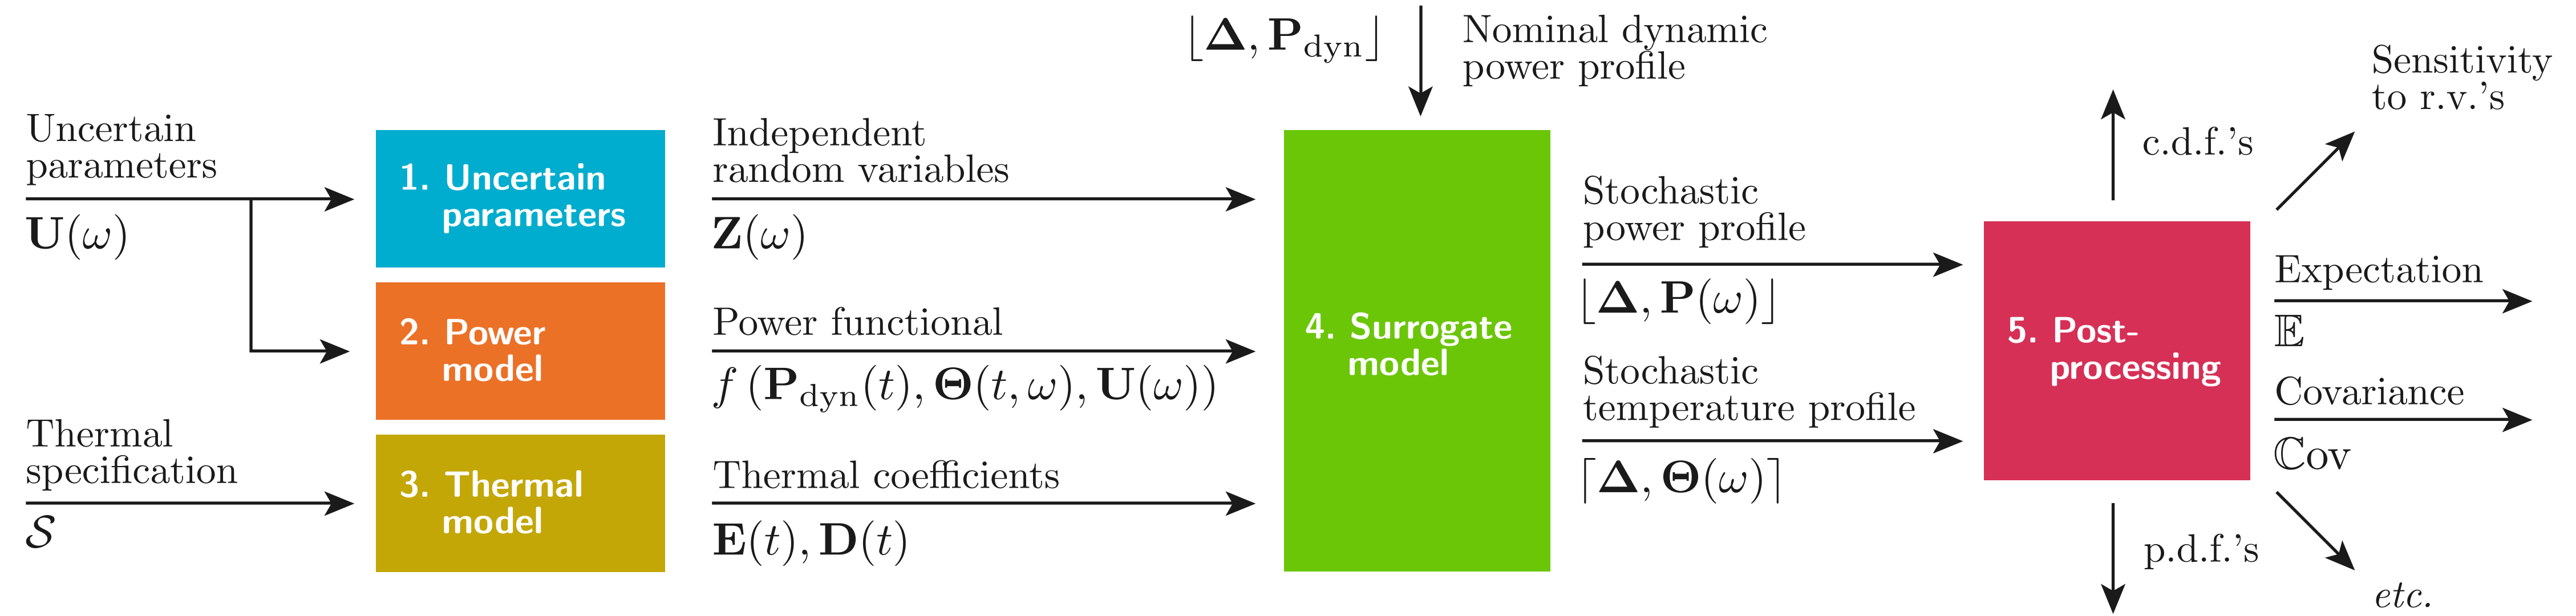 Uncertain
parameters
U(ω)
Thermal
specification
𝒮
1. Uncertain
parameters
2. Power
model
3. Thermal
model
Independent
random variables
Z(ω)
Power functional
f (P_dyn(t), Θ(t, ω), U(ω))
Thermal coefficients
E(t), D(t)
⌊Δ, P_dyn⌋
Nominal dynamic
power profile
4. Surrogate
model
Stochastic
power profile
⌊Δ, P(ω)⌋
Stochastic
temperature profile
⌈Δ, Θ(ω)⌉
5. Post-
processing
c.d.f.'s
Sensitivity
to r.v.'s
Expectation
𝔼
Covariance
ℂov
p.d.f.'s
etc.